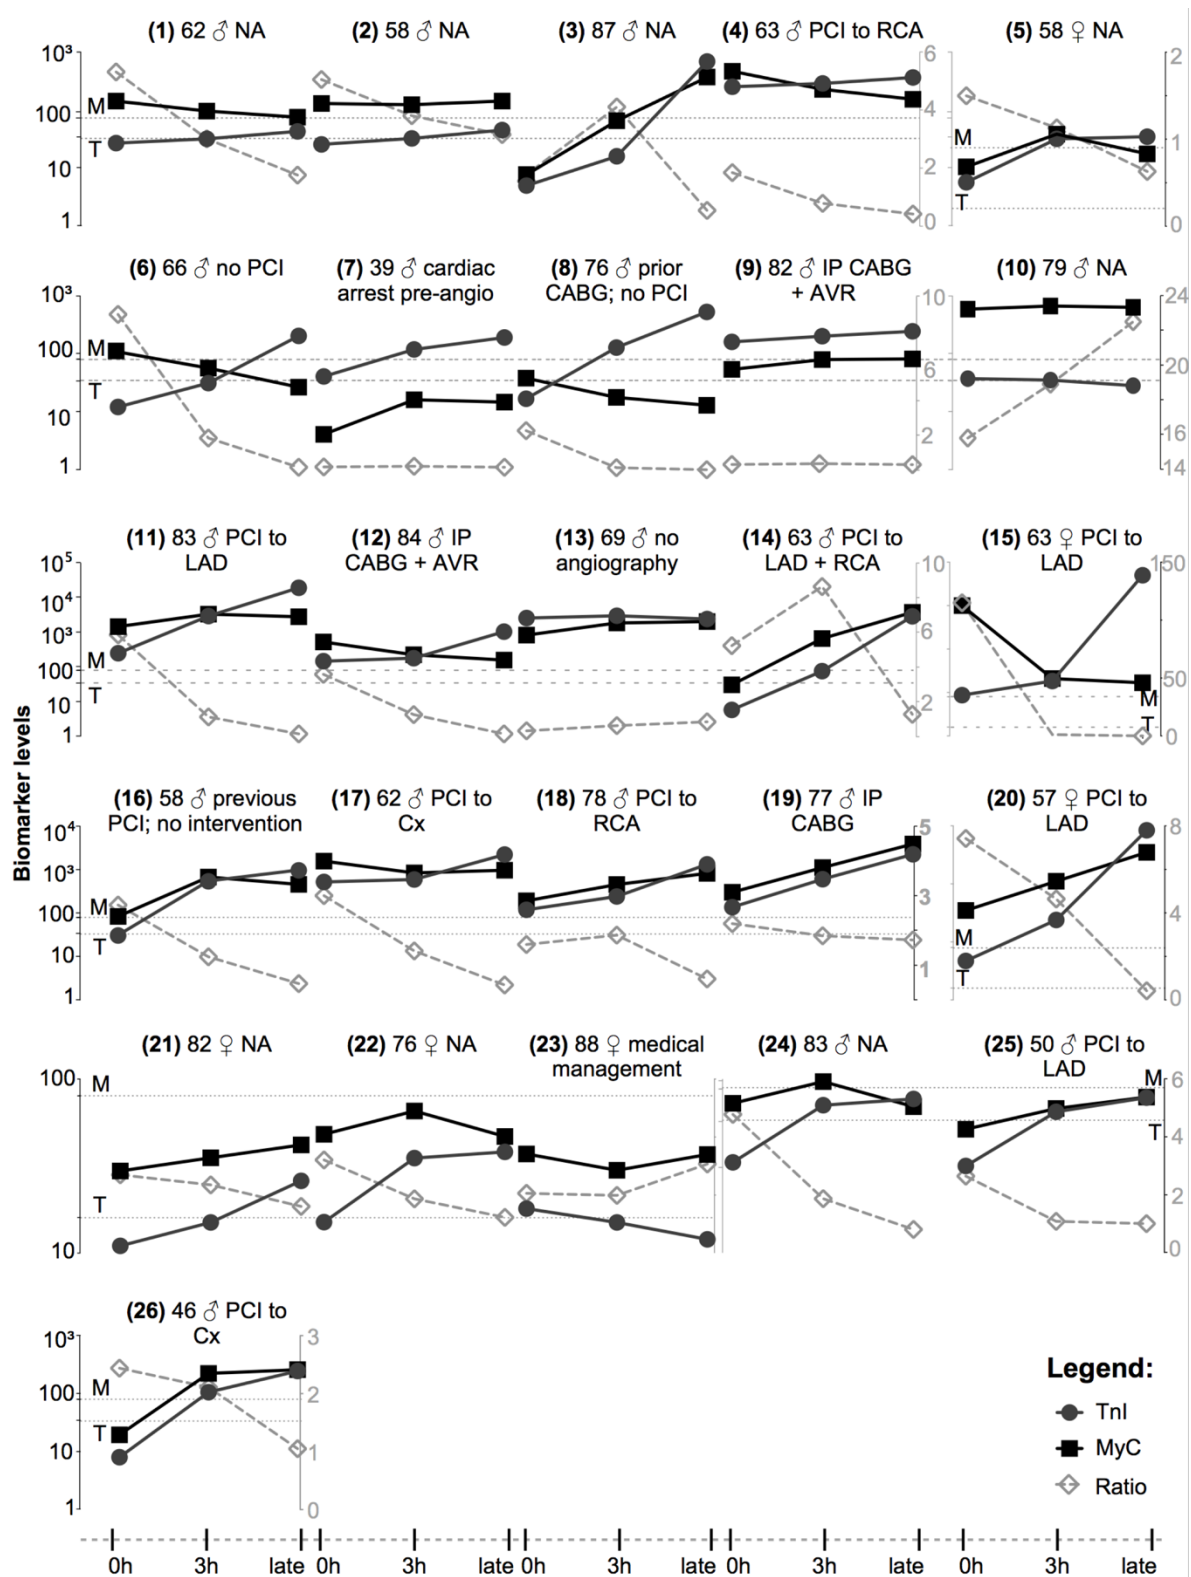 (1) 62 ♂ NA
(2) 58 ♂ NA
(3) 87 ♂ NA
(4) 63 ♂ PCI to RCA
(5) 58 ♀ NA
10³
100
10
1
M
T
6
4
2
0
M
T
2
1
0
(6) 66 ♂ no PCI
(7) 39 ♂ cardiac
arrest pre-angio
(8) 76 ♂ prior
CABG; no PCI
(9) 82 ♂ IP CABG
+ AVR
(10) 79 ♂ NA
10³
100
10
1
M
T
10
6
2
24
20
16
14
(11) 83 ♂ PCI to
LAD
(12) 84 ♂ IP
CABG + AVR
(13) 69 ♂ no
angiography
(14) 63 ♂ PCI to
LAD + RCA
(15) 63 ♀ PCI to
LAD
10⁵
10⁴
10³
100
10
1
M
T
10
6
2
150
50
0
M
T
Biomarker levels
(16) 58 ♂ previous
PCI; no intervention
(17) 62 ♂ PCI to
Cx
(18) 78 ♂ PCI to
RCA
(19) 77 ♂ IP
CABG
(20) 57 ♀ PCI to
LAD
10⁴
10³
100
10
1
M
T
5
3
1
M
T
8
4
0
(21) 82 ♀ NA
(22) 76 ♀ NA
(23) 88 ♀ medical
management
(24) 83 ♂ NA
(25) 50 ♂ PCI to
LAD
100
10
M
T
M
T
6
4
2
0
(26) 46 ♂ PCI to
Cx
10³
100
10
1
M
T
3
2
1
0
Legend:
TnI
MyC
Ratio
0h 3h late 0h 3h late 0h 3h late 0h 3h late 0h 3h late